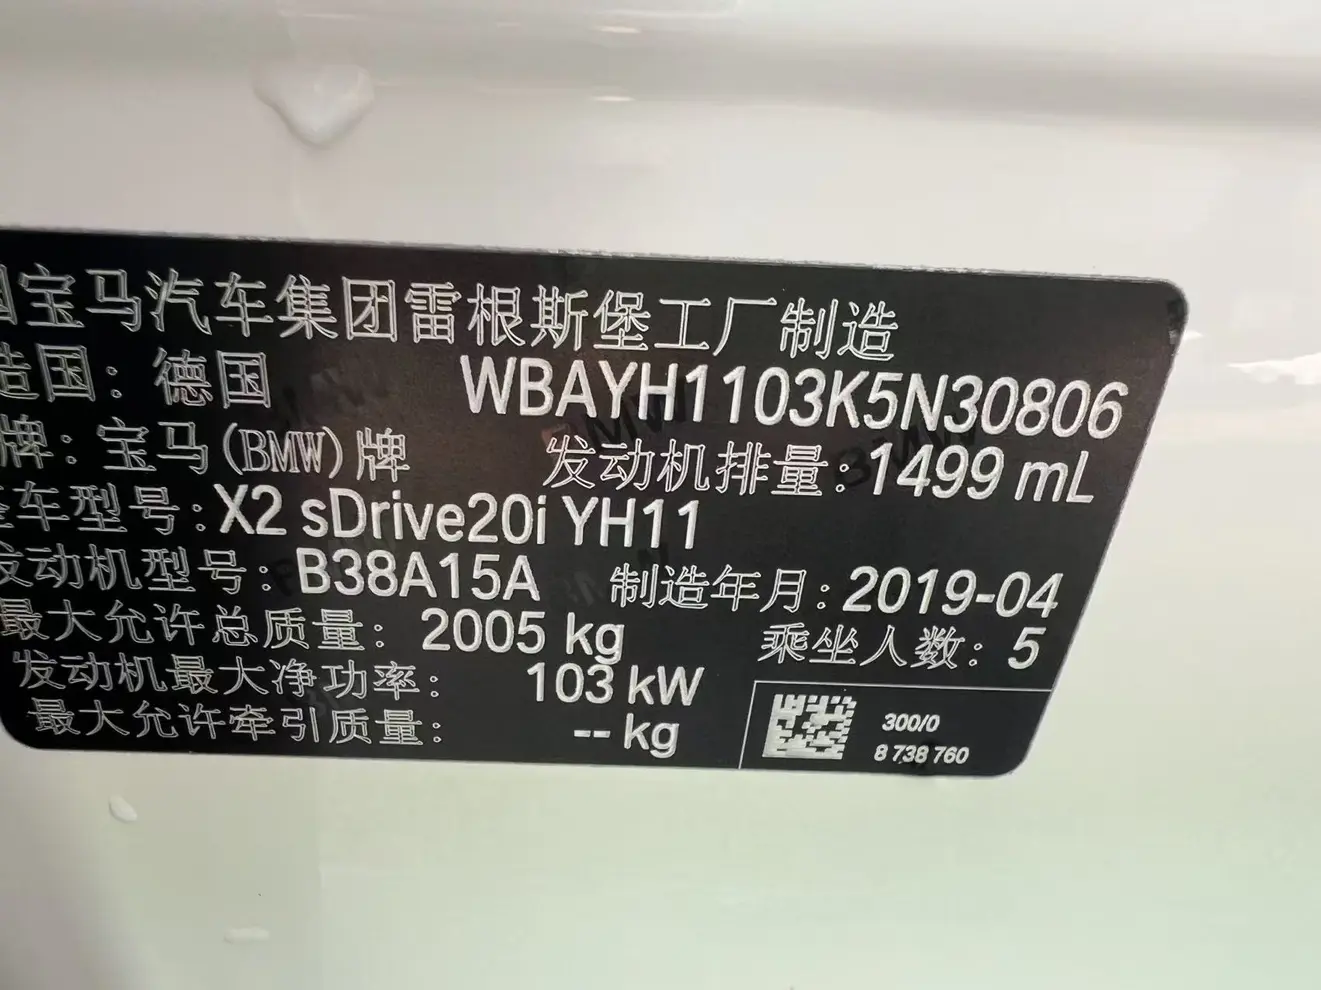 国宝马汽车集团雷根斯堡工厂制造
造国：德国 WBAYH1103K5N30806
牌：宝马(BMW)牌 发动机排量：1499 mL
车型号：X2 sDrive20i YH11
发动机型号：B38A15A 制造年月：2019-04
最大允许总质量：2005 kg 乘坐人数：5
发动机最大净功率：103 kW
最大允许牵引质量：-- kg
300/0
8 738 760